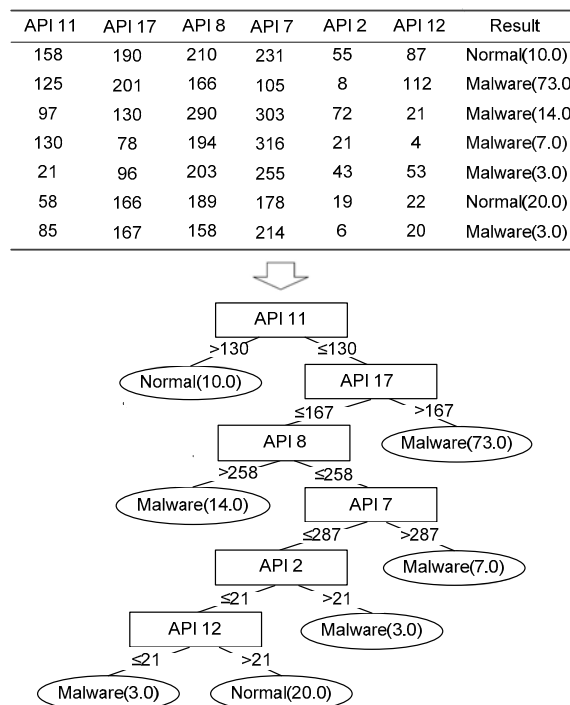 API 11 API 17 API 8 API 7 API 2 API 12 Result
158 190 210 231 55 87 Normal(10.0)
125 201 166 105 8 112 Malware(73.0
97 130 290 303 72 21 Malware(14.0
130 78 194 316 21 4 Malware(7.0)
21 96 203 255 43 53 Malware(3.0)
58 166 189 178 19 22 Normal(20.0)
85 167 158 214 6 20 Malware(3.0)
API 11
>130 ≤130
Normal(10.0) API 17
≤167 >167
API 8 Malware(73.0)
>258 ≤258
Malware(14.0) API 7
≤287 >287
API 2 Malware(7.0)
≤21 >21
API 12 Malware(3.0)
≤21 >21
Malware(3.0) Normal(20.0)